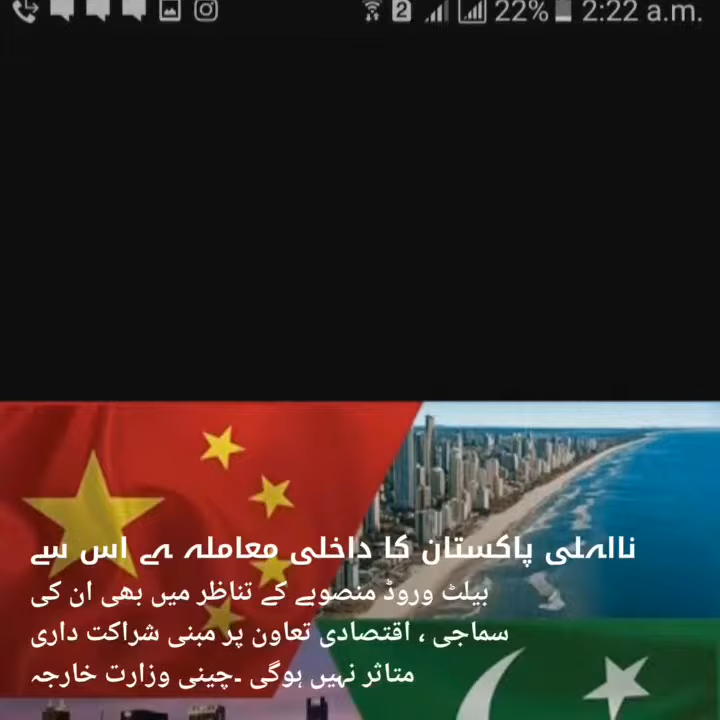 2 22% 2:22 a.m.
نااہلی پاکستان کا داخلی معاملہ ہے اس سے
بیلٹ وروڈ منصوبے کے تناظر میں بھی ان کی
سماجی ، اقتصادی تعاون پر مبنی شراکت داری
متاثر نہیں ہوگی ۔چینی وزارت خارجہ